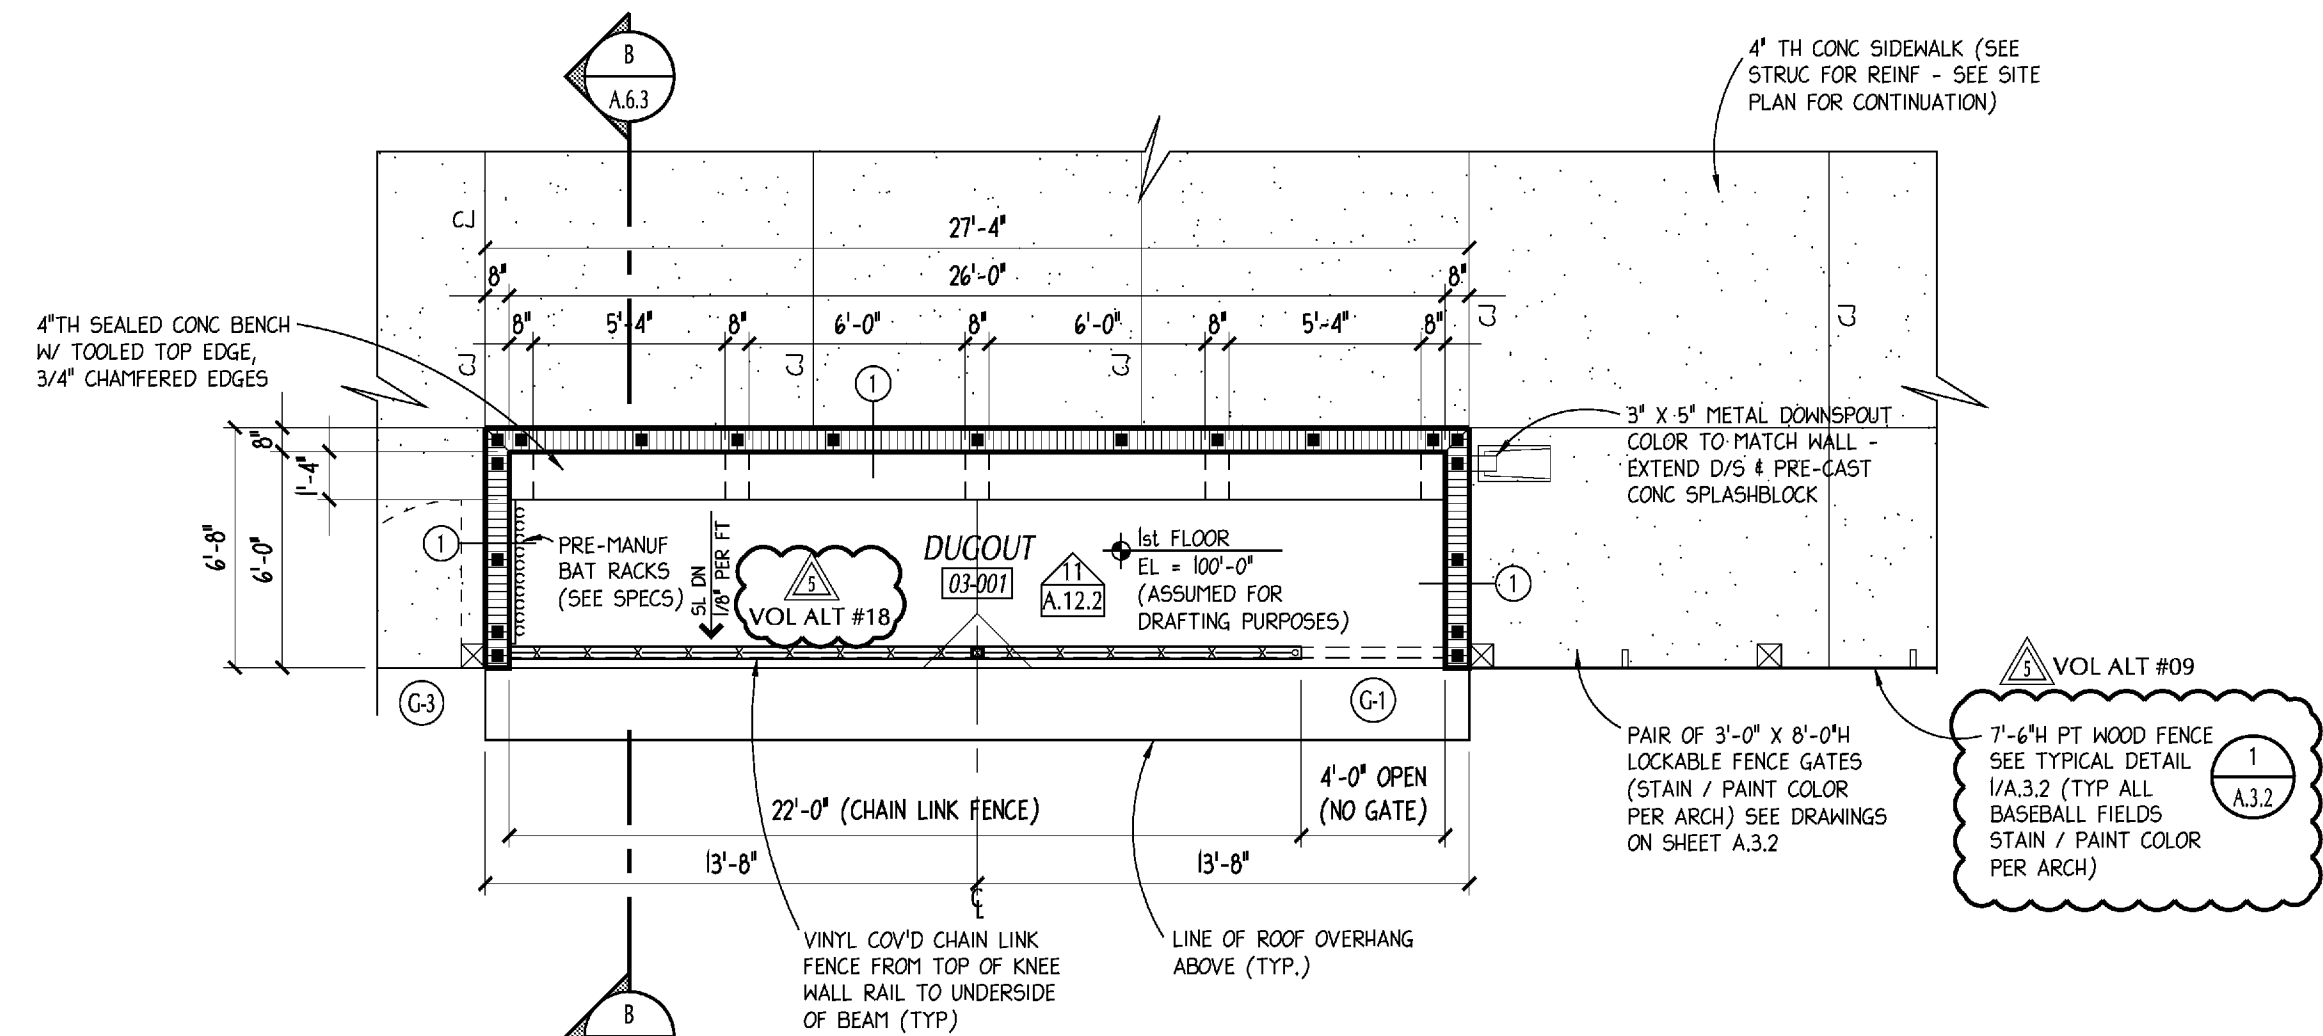 B
A.6.3
4" TH CONC SIDEWALK (SEE
STRUC FOR REINF - SEE SITE
PLAN FOR CONTINUATION)
CJ
27'-4"
8"
26'-0"
8"
4"TH SEALED CONC BENCH
W/ TOOLED TOP EDGE,
3/4" CHAMFERED EDGES
8"
5'-4"
8"
6'-0"
8"
6'-0"
8"
5'-4"
8"
CJ
CJ
CJ
CJ
CJ
1
3" X 5" METAL DOWNSPOUT
COLOR TO MATCH WALL -
EXTEND D/S & PRE-CAST
CONC SPLASHBLOCK
8"
1'-4"
6'-8"
6'-0"
1
PRE-MANUF
BAT RACKS
(SEE SPECS)
SL DN
1/8" PER FT
5
VOL ALT #18
DUGOUT
03-001
11
A.12.2
1st FLOOR
EL = 100'-0"
(ASSUMED FOR
DRAFTING PURPOSES)
1
G-3
G-1
5
VOL ALT #09
7'-6"H PT WOOD FENCE
SEE TYPICAL DETAIL
1/A.3.2 (TYP ALL
BASEBALL FIELDS
STAIN / PAINT COLOR
PER ARCH)
1
A.3.2
PAIR OF 3'-0" X 8'-0"H
LOCKABLE FENCE GATES
(STAIN / PAINT COLOR
PER ARCH) SEE DRAWINGS
ON SHEET A.3.2
22'-0" (CHAIN LINK FENCE)
4'-0" OPEN
(NO GATE)
13'-8"
13'-8"
CL
VINYL COV'D CHAIN LINK
FENCE FROM TOP OF KNEE
WALL RAIL TO UNDERSIDE
OF BEAM (TYP)
LINE OF ROOF OVERHANG
ABOVE (TYP.)
B